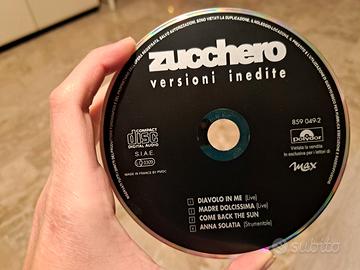 zucchero
versioni inedite
COMPACT
disc
DIGITAL AUDIO
S.I.A.E.
MADE IN FRANCE BY PMDC
859 049-2
polydor
Vietata la vendita
in esclusiva per i lettori di
max
1 DIAVOLO IN ME (Live)
2 MADRE DOLCISSIMA (Live)
3 COME BACK THE SUN
4 ANNA SOLATIA (Strumentale)
subito